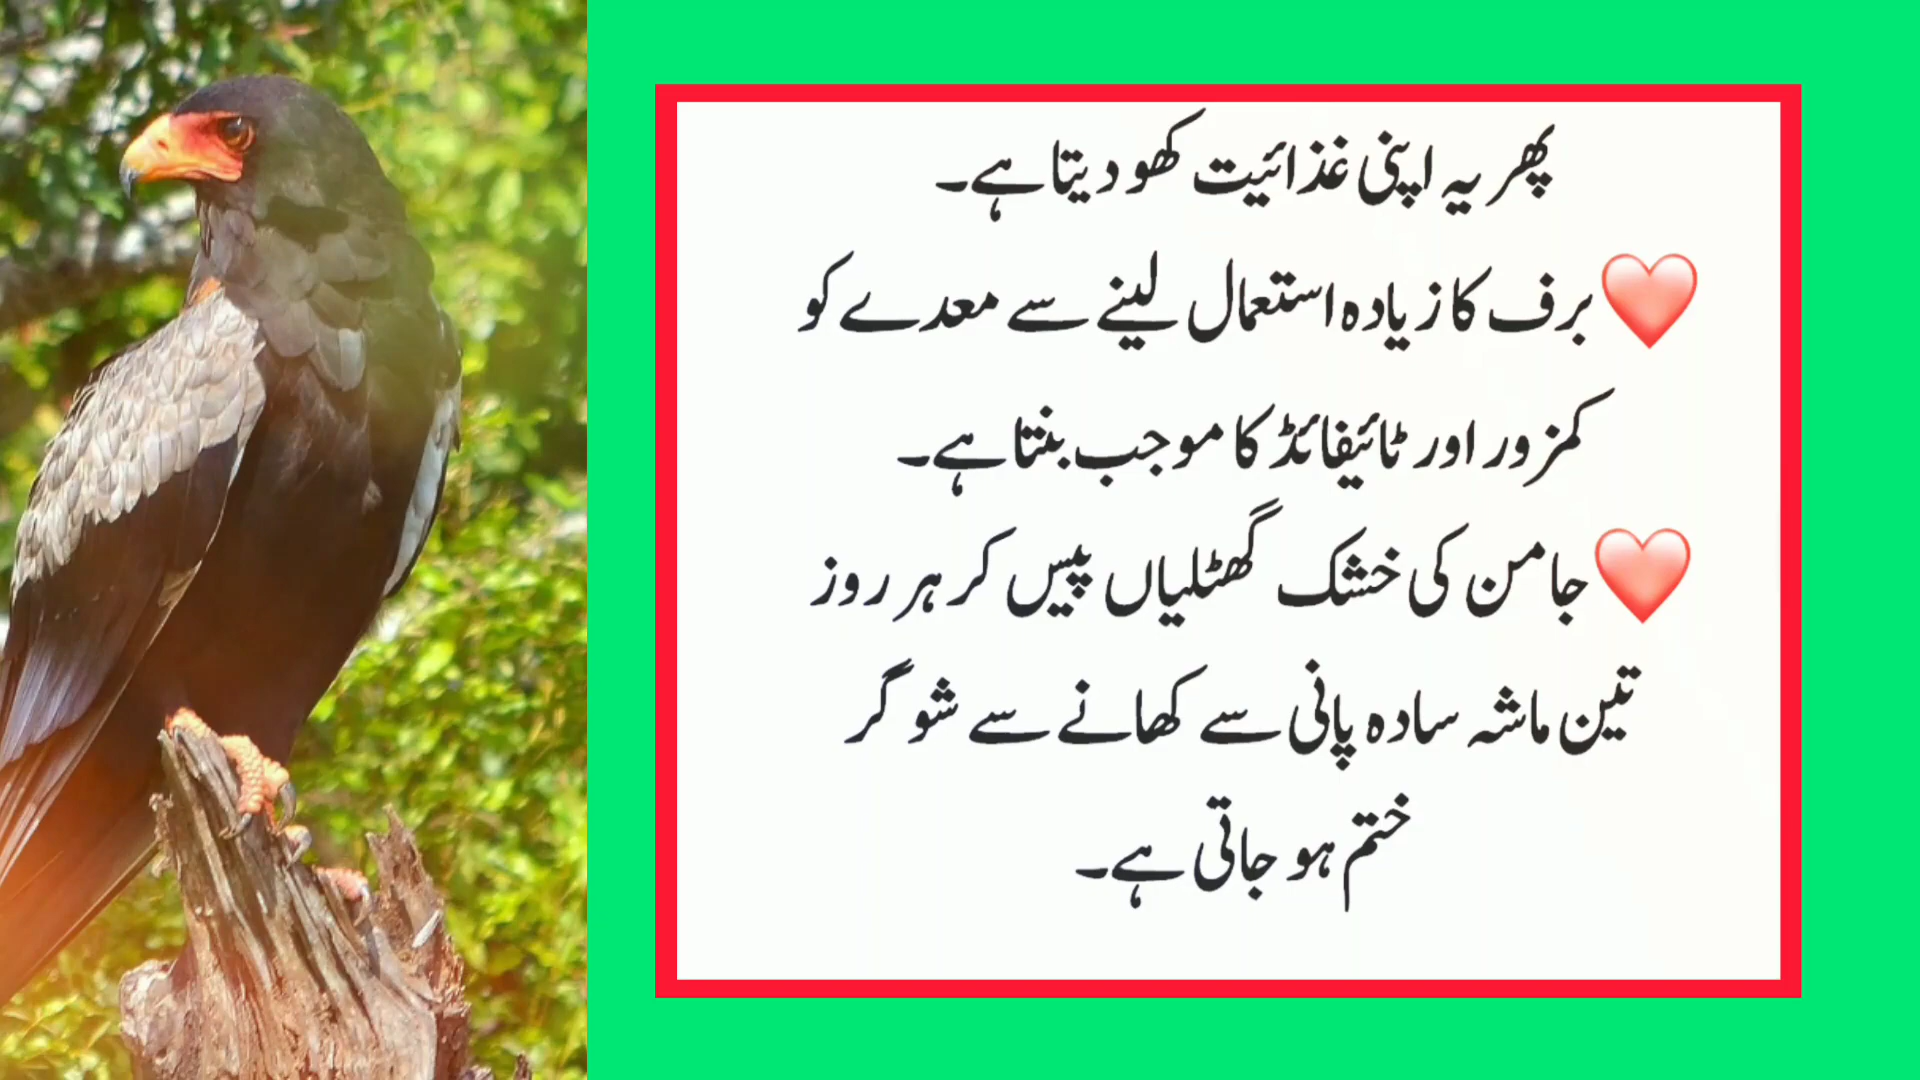 پھر یہ اپنی غذائیت کھو دیتا ہے۔
برف کا زیادہ استعمال لینے سے معدے کو
کمزور اور ٹائیفائڈ کا موجب بنتا ہے۔
جامن کی خشک گھٹلیاں پیس کر ہر روز
تین ماشہ سادہ پانی سے کھانے سے شوگر
ختم ہو جاتی ہے۔